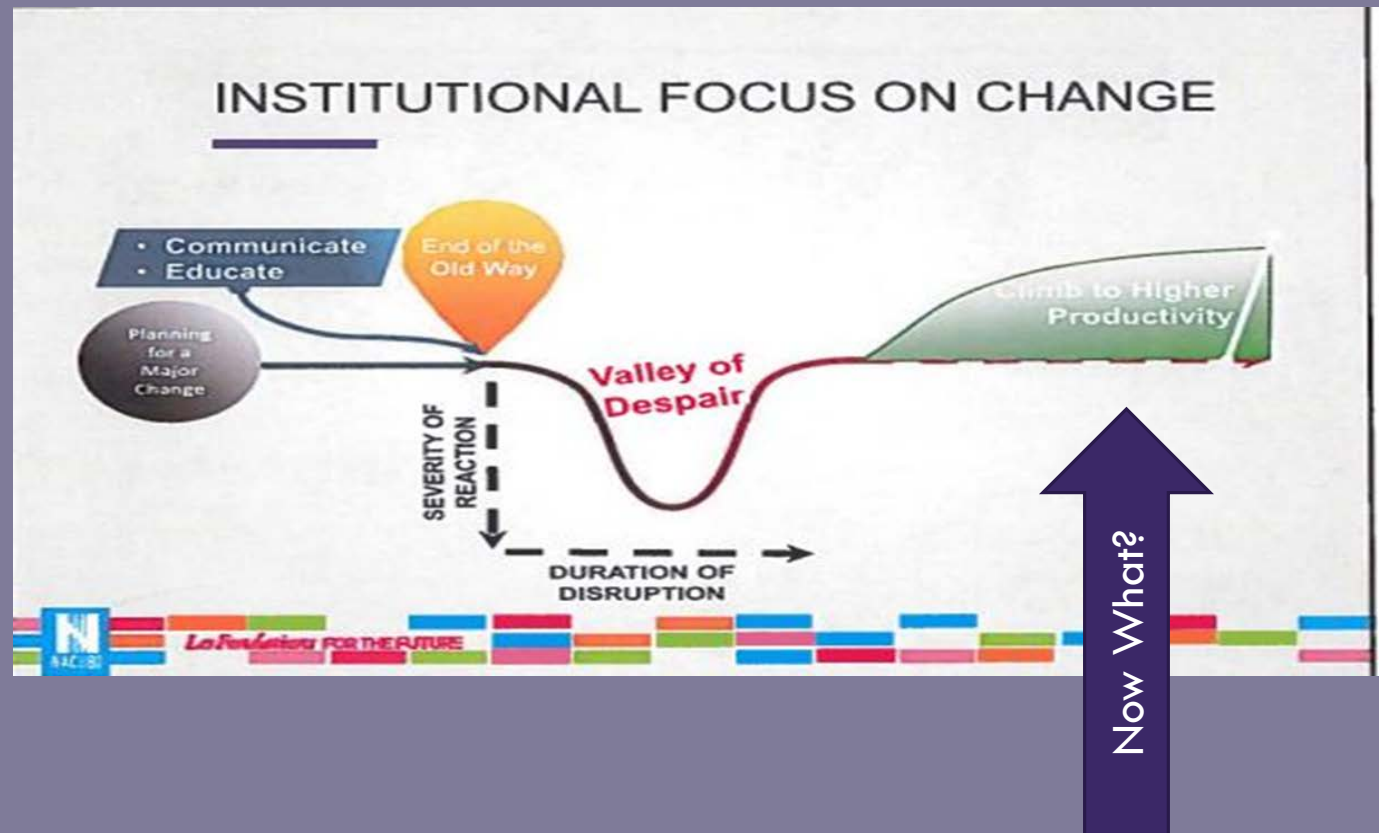 INSTITUTIONAL FOCUS ON CHANGE
• Communicate
• Educate
End of the
Old Way
Planning
for a
Major
Change
Valley of
Despair
Climb to Higher
Productivity
SEVERITY OF
REACTION
DURATION OF
DISRUPTION
Now What?
N
NACUBO
FOR THE FUTURE